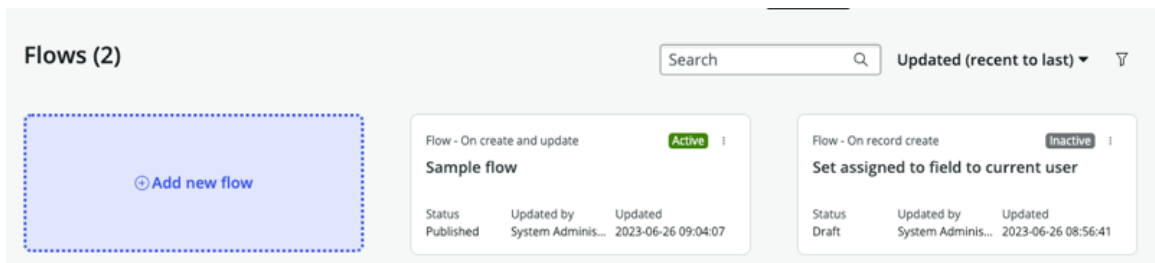 Flows (2)
Search
Updated (recent to last)
Add new flow
Flow - On create and update
Active
Sample flow
Status Updated by Updated
Published System Adminis... 2023-06-26 09:04:07
Flow - On record create
Inactive
Set assigned to field to current user
Status Updated by Updated
Draft System Adminis... 2023-06-26 08:56:41